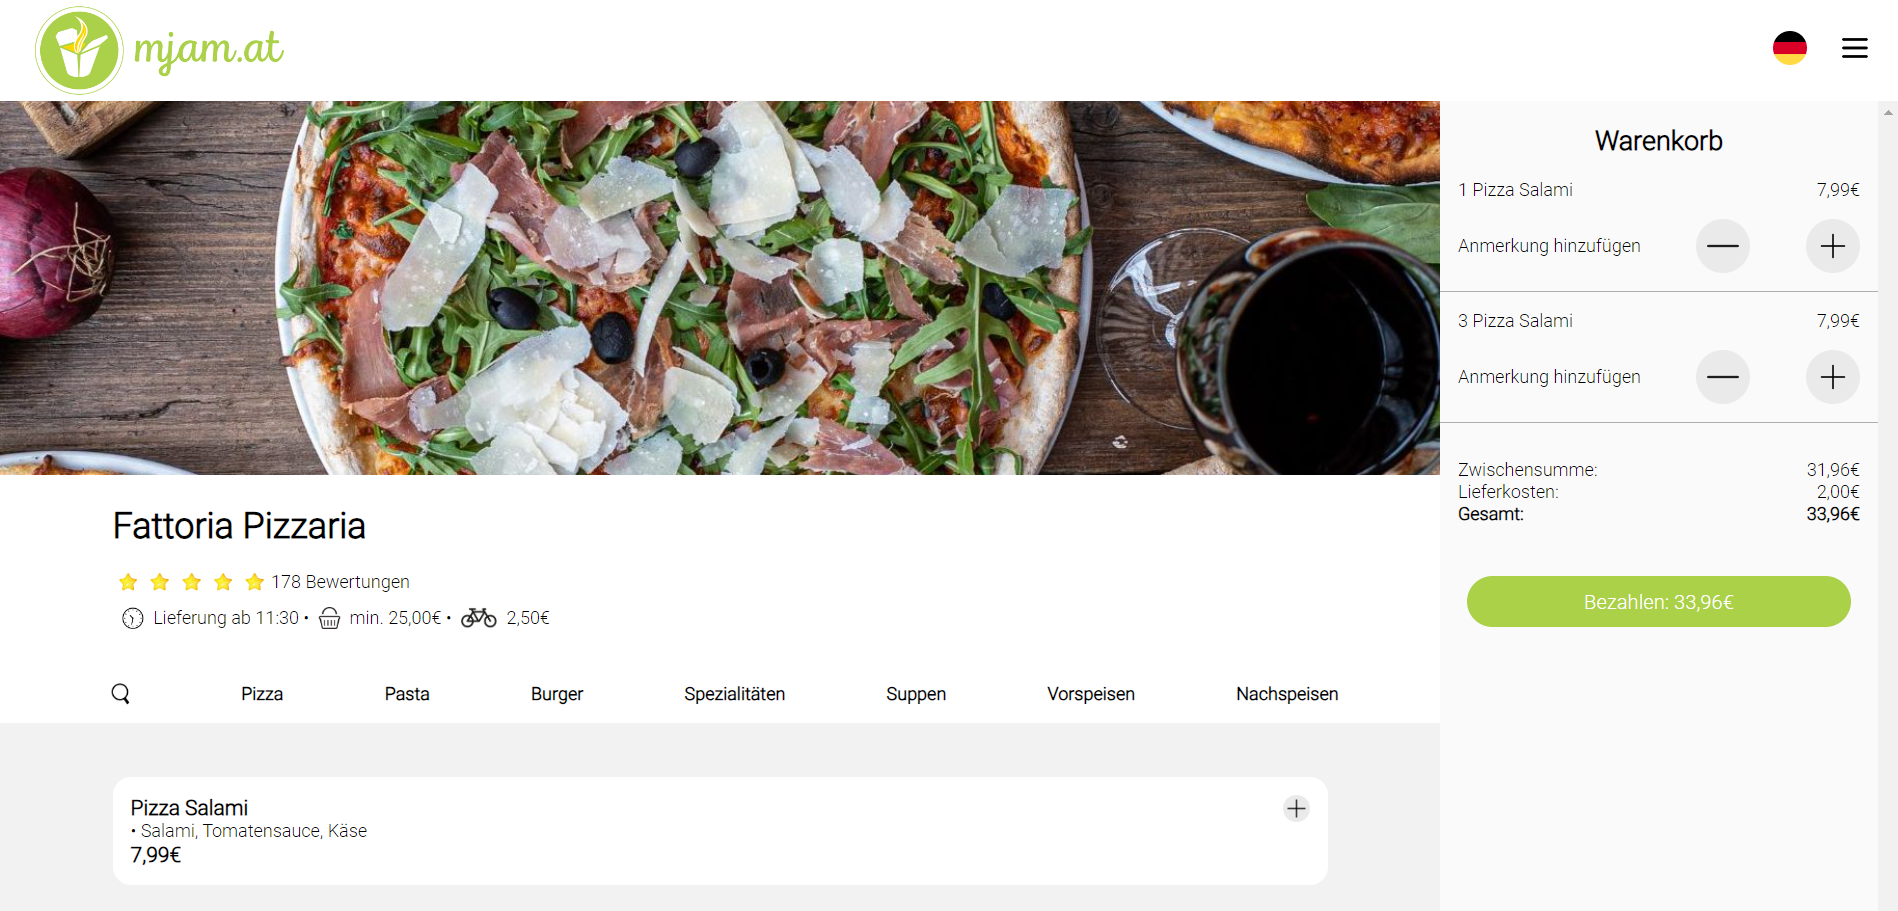 mjam.at
Warenkorb
1 Pizza Salami 7,99€
Anmerkung hinzufügen
3 Pizza Salami 7,99€
Anmerkung hinzufügen
Zwischensumme: 31,96€
Lieferkosten: 2,00€
Gesamt: 33,96€
Bezahlen: 33,96€
Fattoria Pizzaria
178 Bewertungen
Lieferung ab 11:30 • min. 25,00€ • 2,50€
Pizza Pasta Burger Spezialitäten Suppen Vorspeisen Nachspeisen
Pizza Salami
• Salami, Tomatensauce, Käse
7,99€